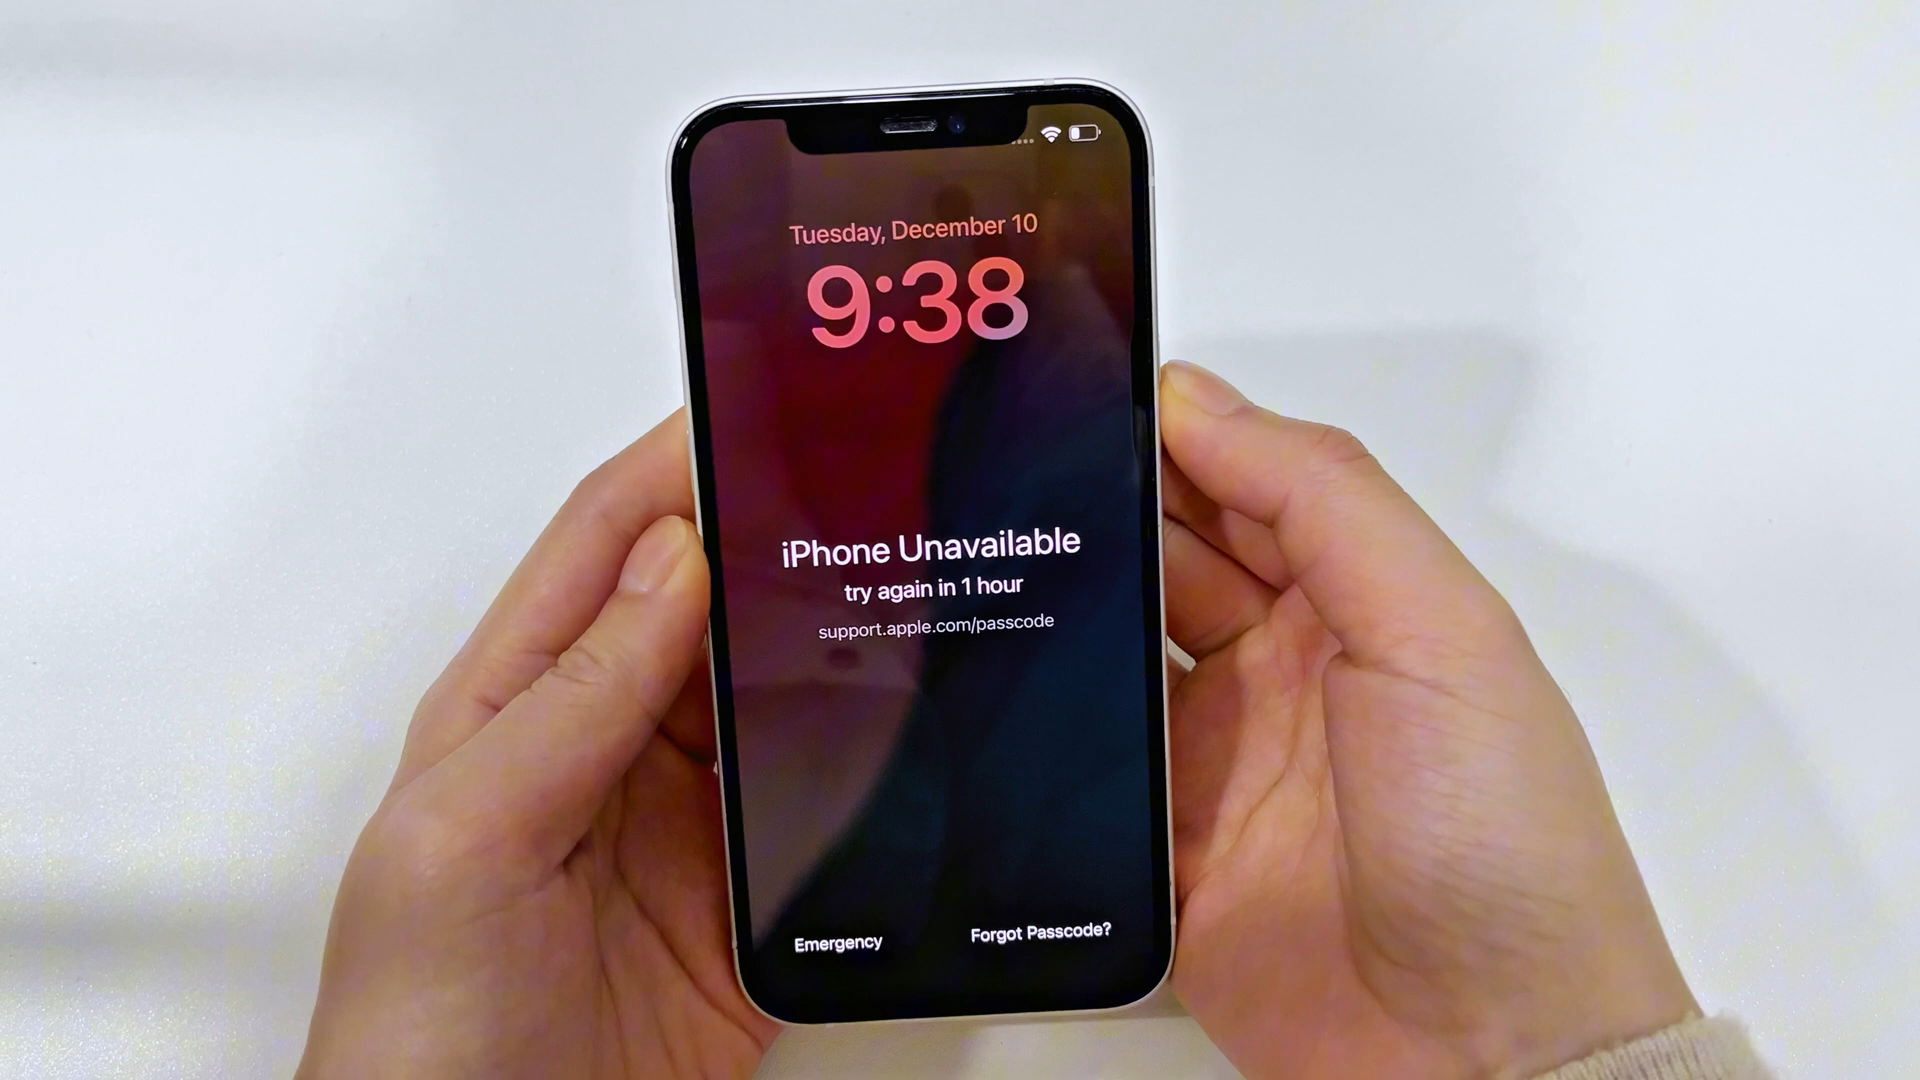 Tuesday, December 10
9:38
iPhone Unavailable
try again in 1 hour
support.apple.com/passcode
Emergency
Forgot Passcode?